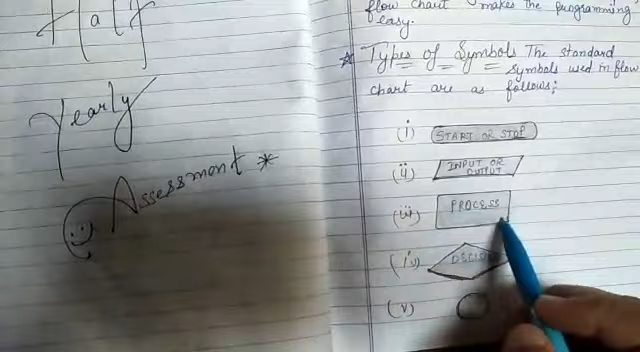 Half
Yearly
Assessment *
flow chart makes the programming
easy.
* Types of Symbols The standard
symbols used in flow
chart are as follows;
(i) START OR STOP
(ii) INPUT OR
OUTPUT
(iii) PROCESS
(iv)
(v)